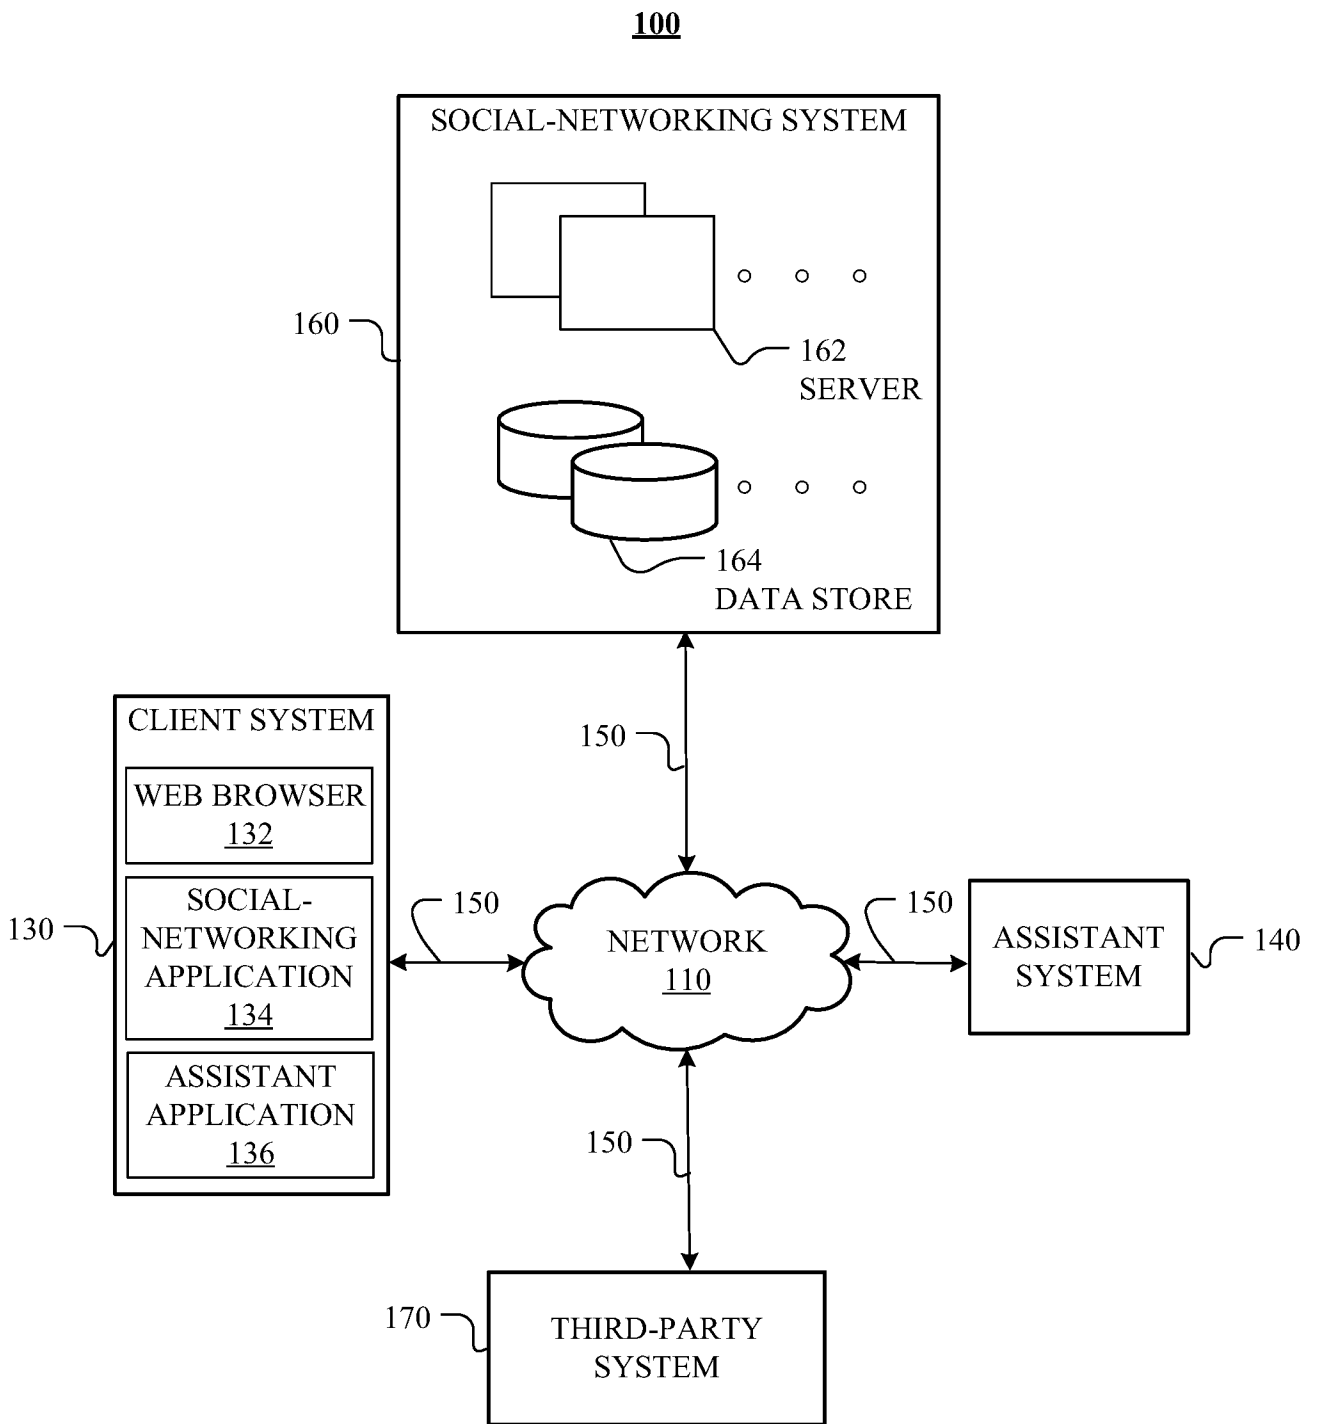 100
SOCIAL-NETWORKING SYSTEM
160
162
SERVER
164
DATA STORE
CLIENT SYSTEM
WEB BROWSER
132
SOCIAL-
NETWORKING
APPLICATION
134
ASSISTANT
APPLICATION
136
130
150
150
NETWORK
110
150
ASSISTANT
SYSTEM
140
150
170
THIRD-PARTY
SYSTEM